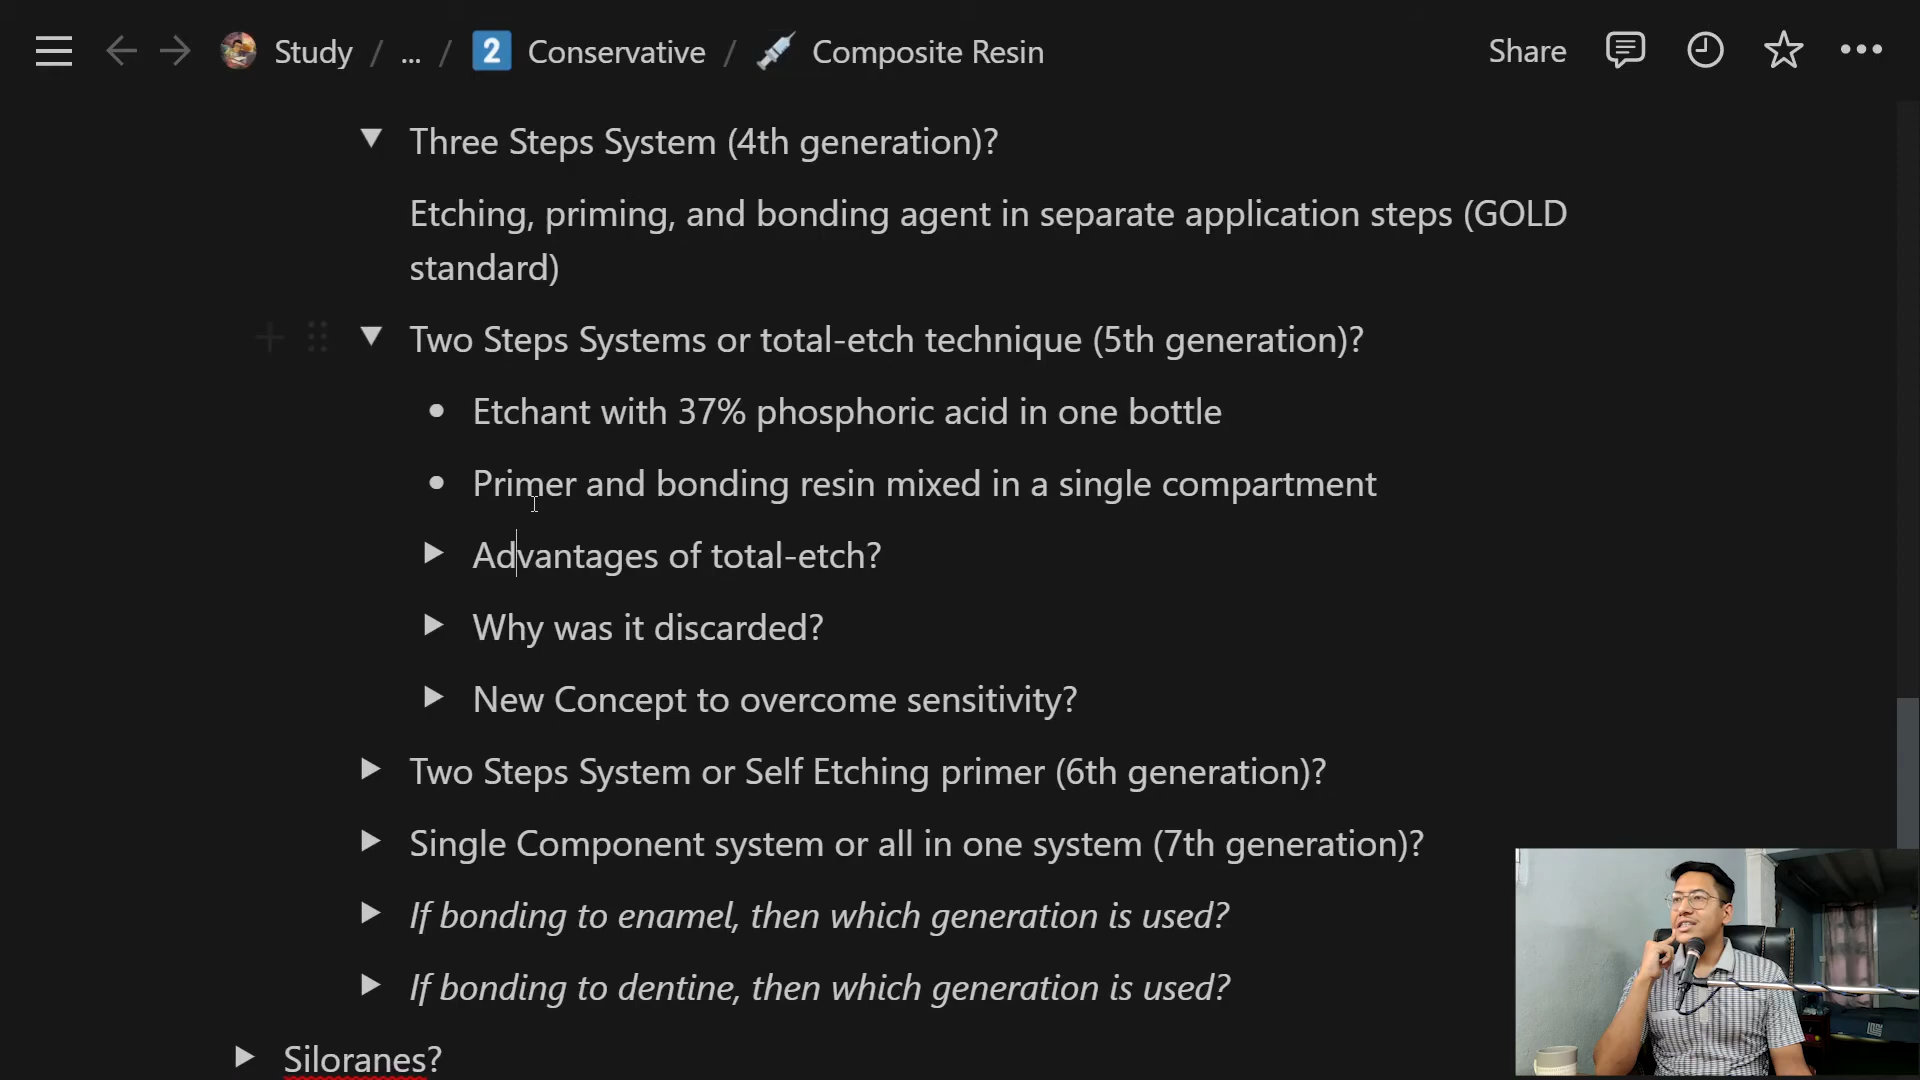 Study / ... / 2 Conservative / Composite Resin
Share
Three Steps System (4th generation)?
Etching, priming, and bonding agent in separate application steps (GOLD
standard)
Two Steps Systems or total-etch technique (5th generation)?
Etchant with 37% phosphoric acid in one bottle
Primer and bonding resin mixed in a single compartment
Advantages of total-etch?
Why was it discarded?
New Concept to overcome sensitivity?
Two Steps System or Self Etching primer (6th generation)?
Single Component system or all in one system (7th generation)?
If bonding to enamel, then which generation is used?
If bonding to dentine, then which generation is used?
Siloranes?